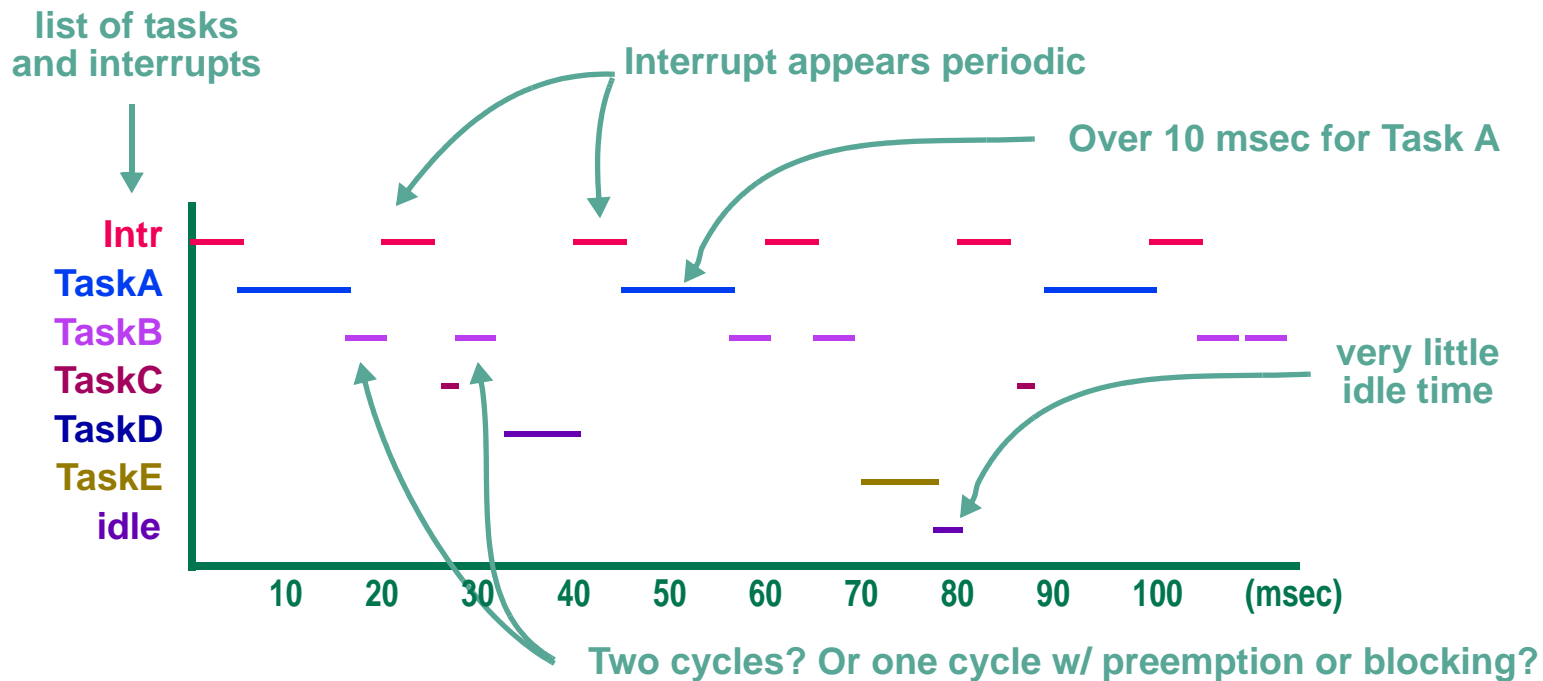 list of tasks
and interrupts
Interrupt appears periodic
Over 10 msec for Task A
Intr
TaskA
TaskB
TaskC
TaskD
TaskE
idle
very little
idle time
10 20 30 40 50 60 70 80 90 100 (msec)
Two cycles? Or one cycle w/ preemption or blocking?